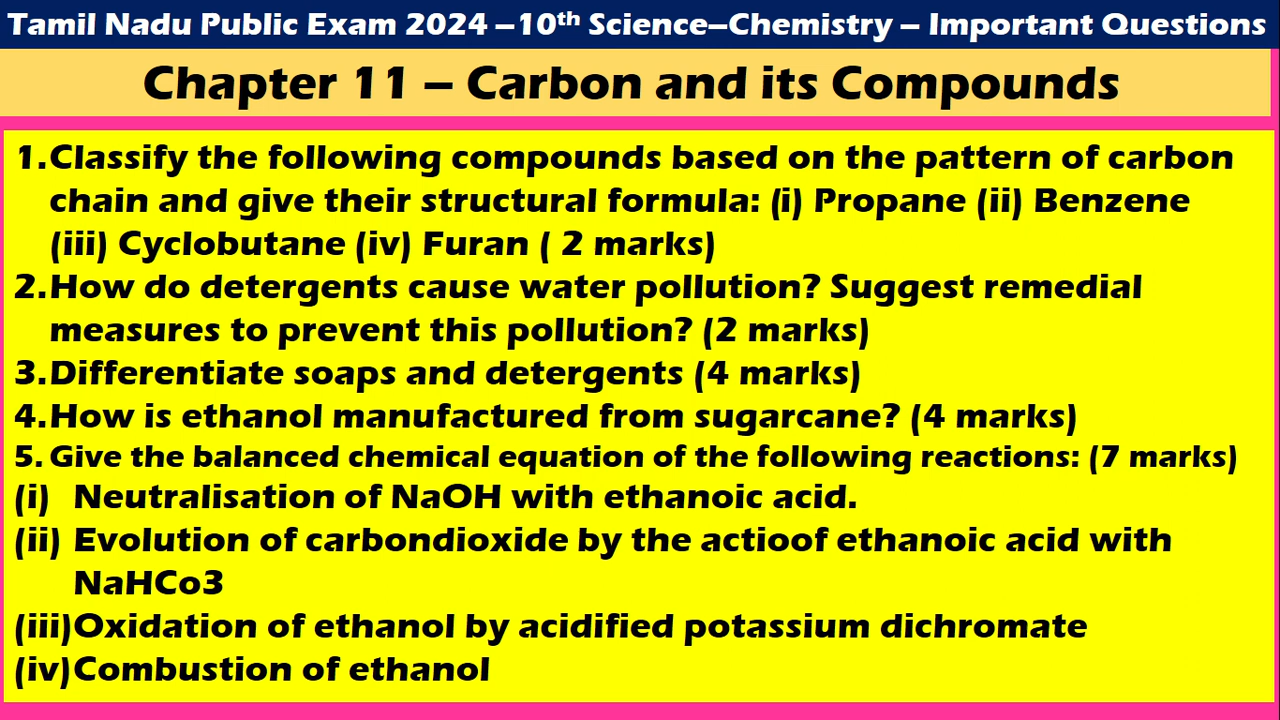 Tamil Nadu Public Exam 2024 –10th Science–Chemistry – Important Questions
Chapter 11 – Carbon and its Compounds
1.Classify the following compounds based on the pattern of carbon
chain and give their structural formula: (i) Propane (ii) Benzene
(iii) Cyclobutane (iv) Furan ( 2 marks)
2.How do detergents cause water pollution? Suggest remedial
measures to prevent this pollution? (2 marks)
3.Differentiate soaps and detergents (4 marks)
4.How is ethanol manufactured from sugarcane? (4 marks)
5. Give the balanced chemical equation of the following reactions: (7 marks)
(i) Neutralisation of NaOH with ethanoic acid.
(ii) Evolution of carbondioxide by the actioof ethanoic acid with
NaHCo3
(iii)Oxidation of ethanol by acidified potassium dichromate
(iv)Combustion of ethanol